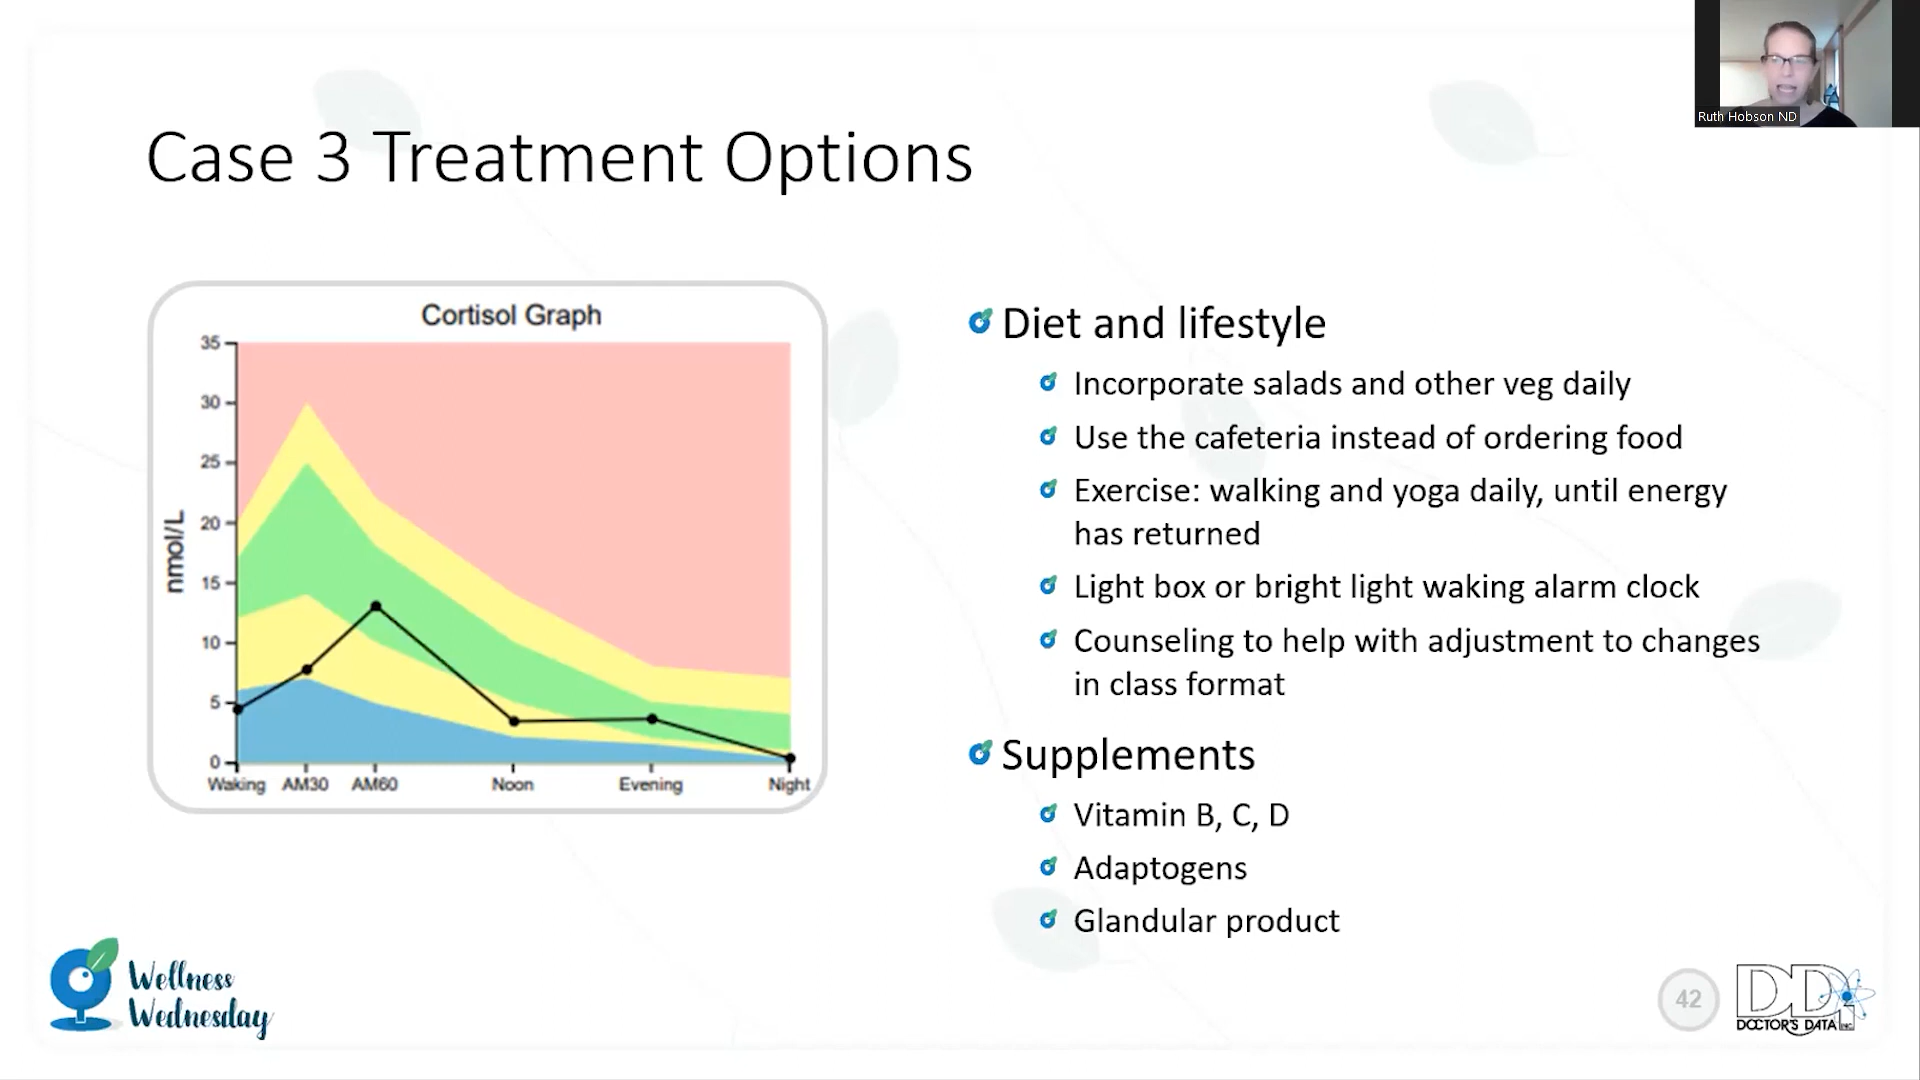 Ruth Hobson ND
Case 3 Treatment Options
Cortisol Graph
nmol/L
35
30
25
20
15
10
5
0
Waking AM30 AM60 Noon Evening Night
Diet and lifestyle
Incorporate salads and other veg daily
Use the cafeteria instead of ordering food
Exercise: walking and yoga daily, until energy
has returned
Light box or bright light waking alarm clock
Counseling to help with adjustment to changes
in class format
Supplements
Vitamin B, C, D
Adaptogens
Glandular product
Wellness
Wednesday
42
DDI
DOCTOR'S DATA INC